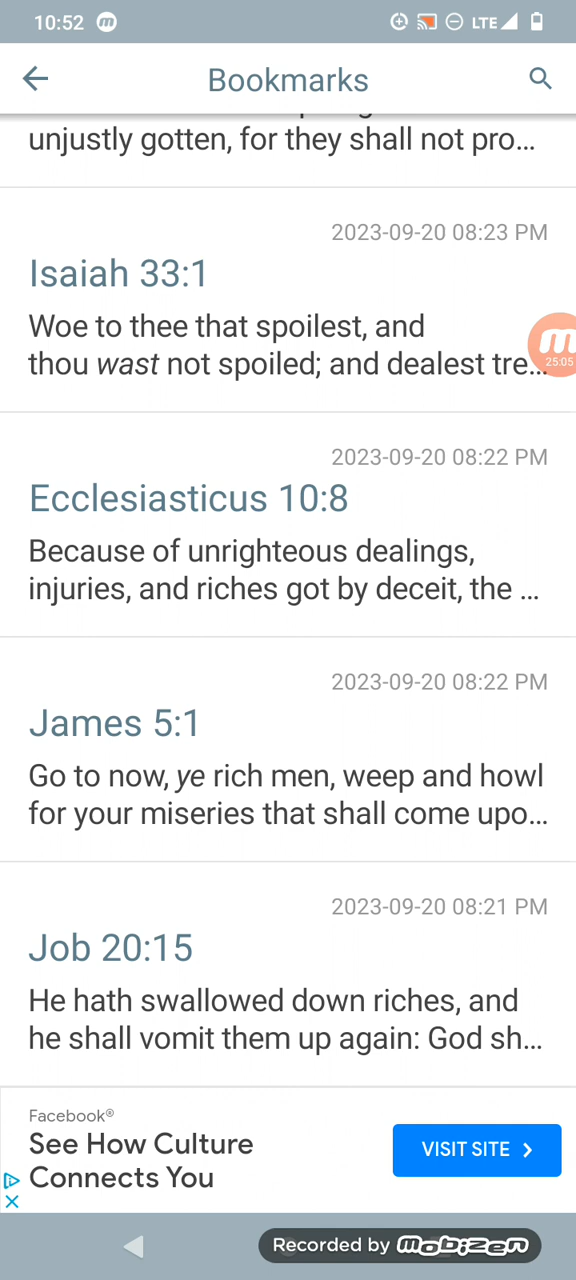 10:52 m LTE
Bookmarks
unjustly gotten, for they shall not pro...
2023-09-20 08:23 PM
Isaiah 33:1
Woe to thee that spoilest, and
thou wast not spoiled; and dealest tre...
m
25:05
2023-09-20 08:22 PM
Ecclesiasticus 10:8
Because of unrighteous dealings,
injuries, and riches got by deceit, the ...
2023-09-20 08:22 PM
James 5:1
Go to now, ye rich men, weep and howl
for your miseries that shall come upo...
2023-09-20 08:21 PM
Job 20:15
He hath swallowed down riches, and
he shall vomit them up again: God sh...
Facebook®
See How Culture
Connects You
VISIT SITE
Recorded by mobizen